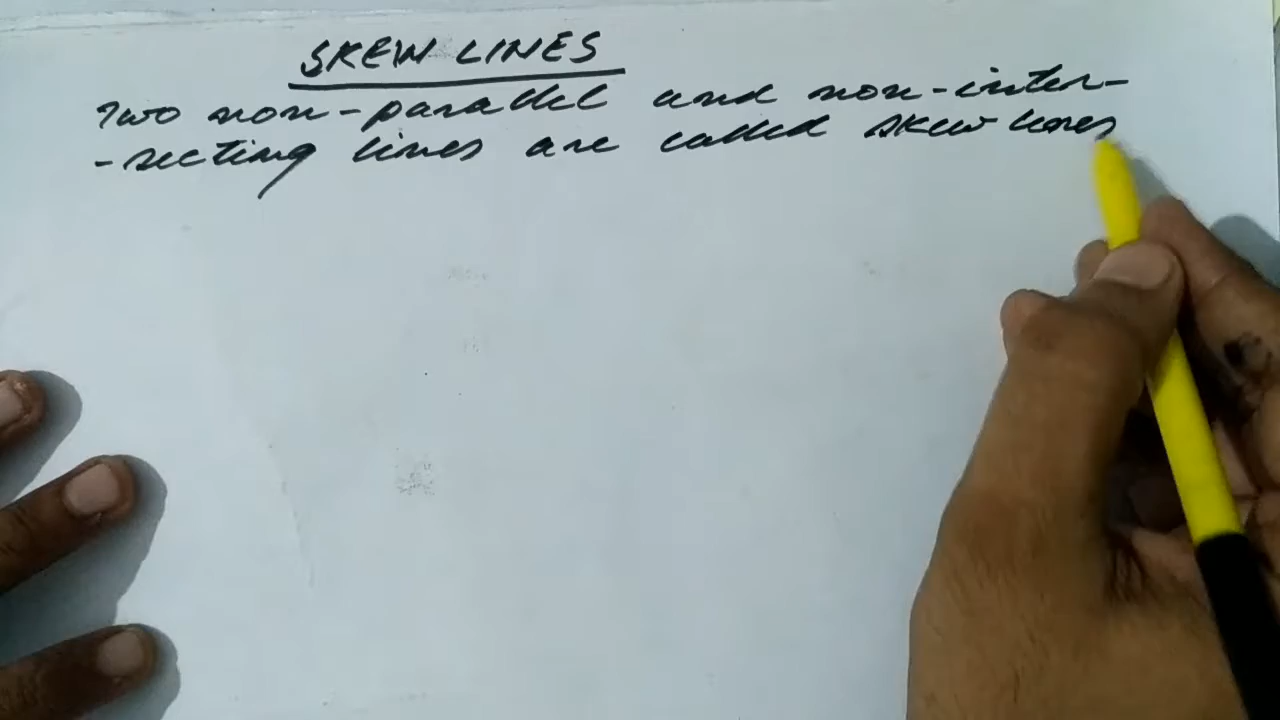 SKEW LINES
Two non-parallel and non-inter-
-secting lines are called skew lines